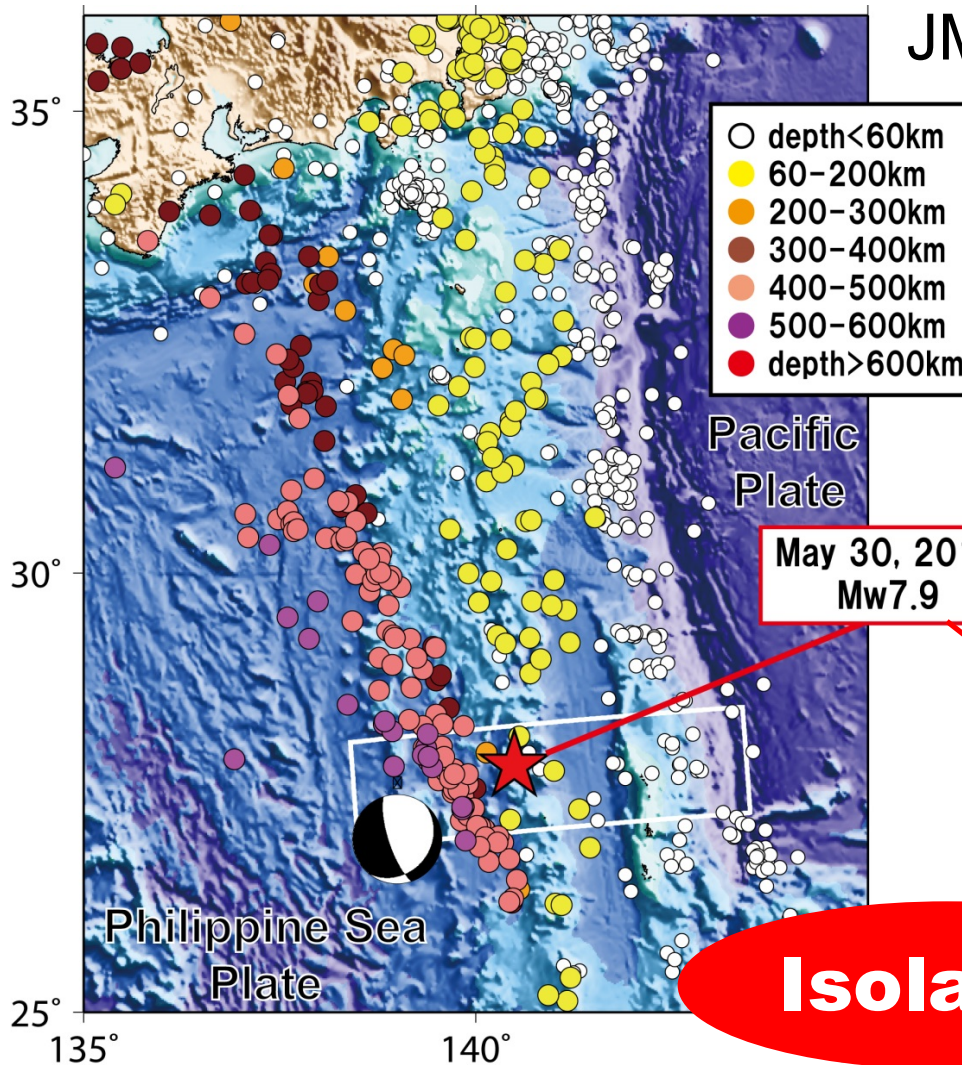 JM
35°
depth<60km
60-200km
200-300km
300-400km
400-500km
500-600km
depth>600km
Pacific
Plate
May 30, 20
Mw7.9
30°
Philippine Sea
Plate
Isola
25°
135°
140°